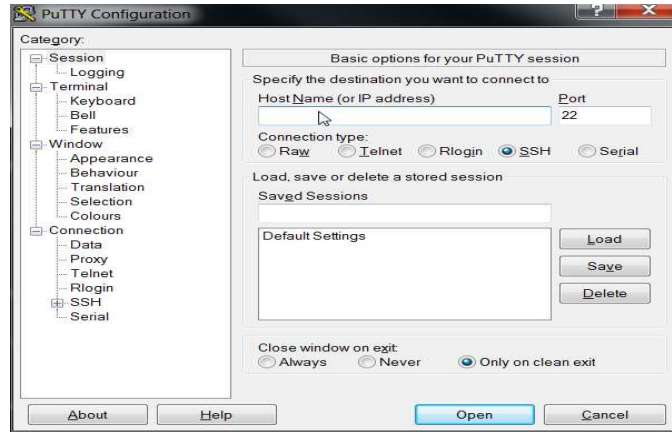 PuTTY Configuration
Category:
Session
Logging
Terminal
Keyboard
Bell
Features
Window
Appearance
Behaviour
Translation
Selection
Colours
Connection
Data
Proxy
Telnet
Rlogin
SSH
Serial
Basic options for your PuTTY session
Specify the destination you want to connect to
Host Name (or IP address) Port
22
Connection type:
Raw Telnet Rlogin SSH Serial
Load, save or delete a stored session
Saved Sessions
Default Settings
Load
Save
Delete
Close window on exit:
Always Never Only on clean exit
About Help Open Cancel